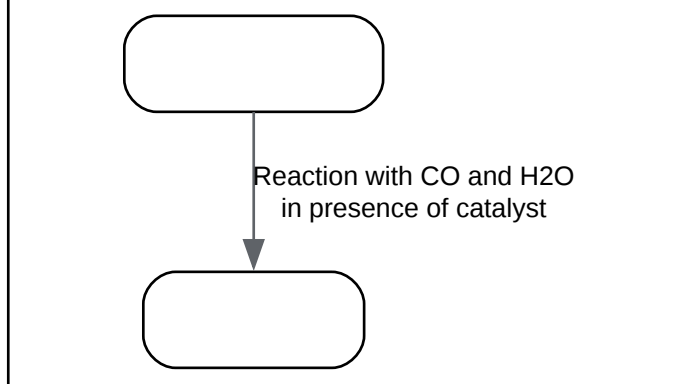 Reaction with CO and H2O
in presence of catalyst